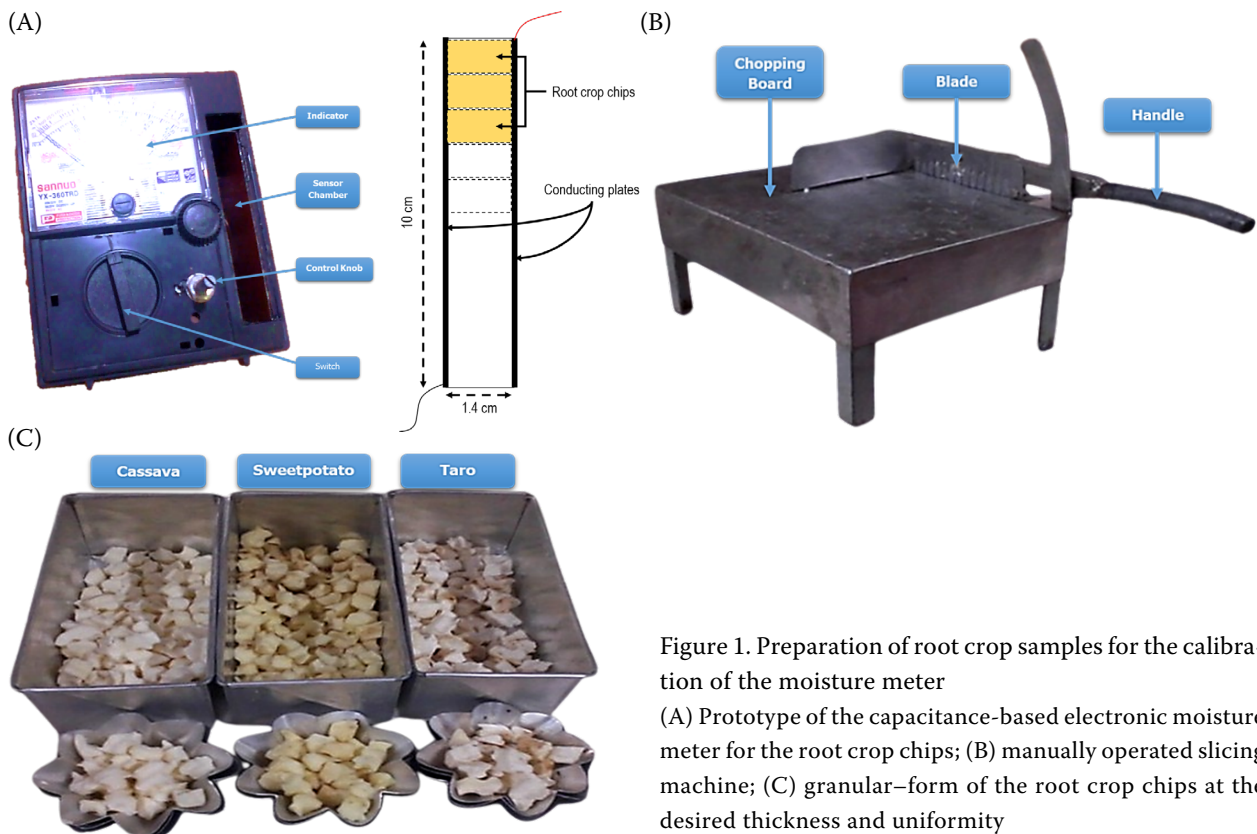 (A)
Indicator
Sensor
Chamber
Control Knob
Switch
sannuo
YX-360TRD
10 cm
1.4 cm
Root crop chips
Conducting plates
(B)
Chopping
Board
Blade
Handle
(C)
Cassava
Sweetpotato
Taro
Figure 1. Preparation of root crop samples for the calibra-
tion of the moisture meter
(A) Prototype of the capacitance-based electronic moisture
meter for the root crop chips; (B) manually operated slicing
machine; (C) granular–form of the root crop chips at the
desired thickness and uniformity